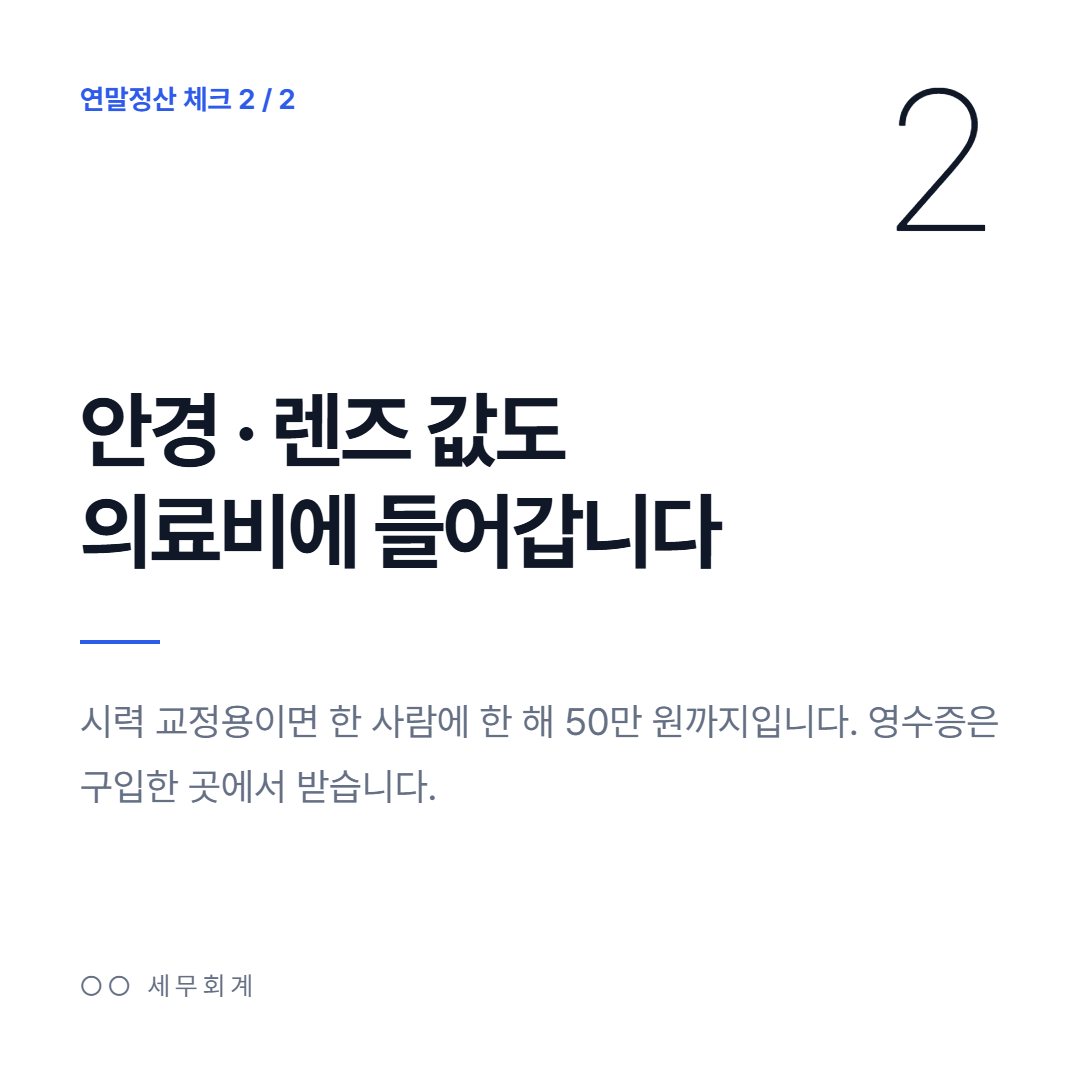 연말정산 체크 2 / 2
2
안경 · 렌즈 값도
의료비에 들어갑니다
시력 교정용이면 한 사람에 한 해 50만 원까지입니다. 영수증은
구입한 곳에서 받습니다.
○○ 세무회계